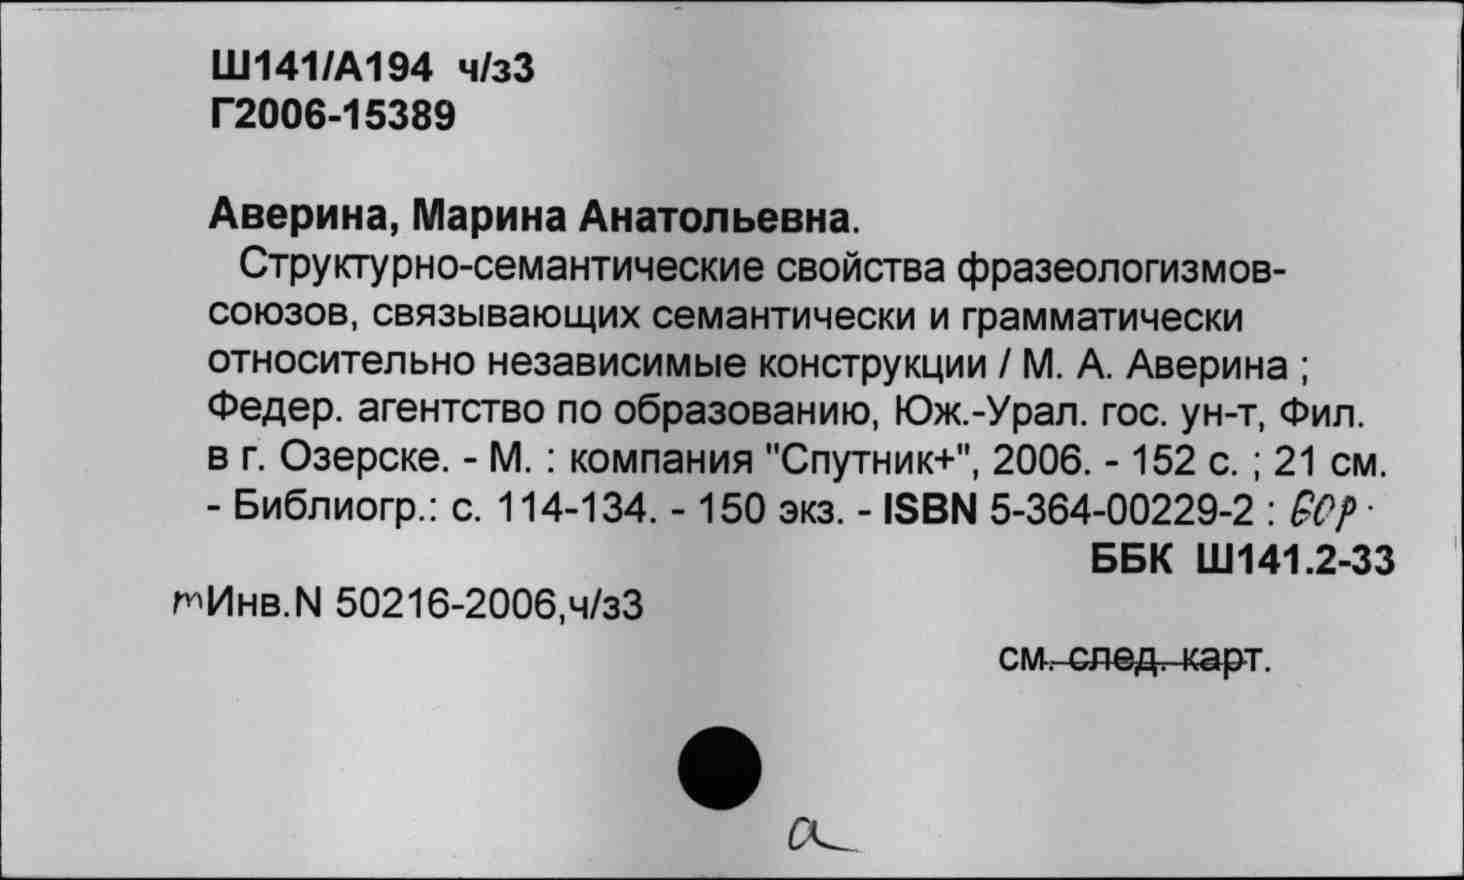 Ш141/А194 ч/з3
Г2006-15389
Аверина, Марина Анатольевна.
Структурно-семантические свойства фразеологизмов-
союзов, связывающих семантически и грамматически
относительно независимые конструкции / М. А. Аверина ;
Федер. агентство по образованию, Юж.-Урал. гос. ун-т, Фил.
в г. Озерске. - М. : компания "Спутник+", 2006. - 152 с. ; 21 см.
- Библиогр.: с. 114-134. - 150 экз. - ISBN 5-364-00229-2 :
ББК Ш141.2-33
Инв.N 50216-2006,ч/з3
см. след. карт.
а